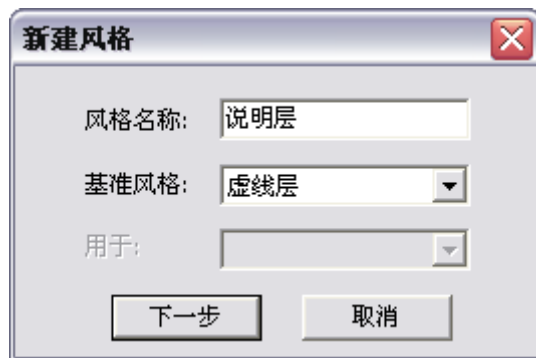 新建风格
风格名称: 说明层
基准风格: 虚线层
用于:
下一步 取消